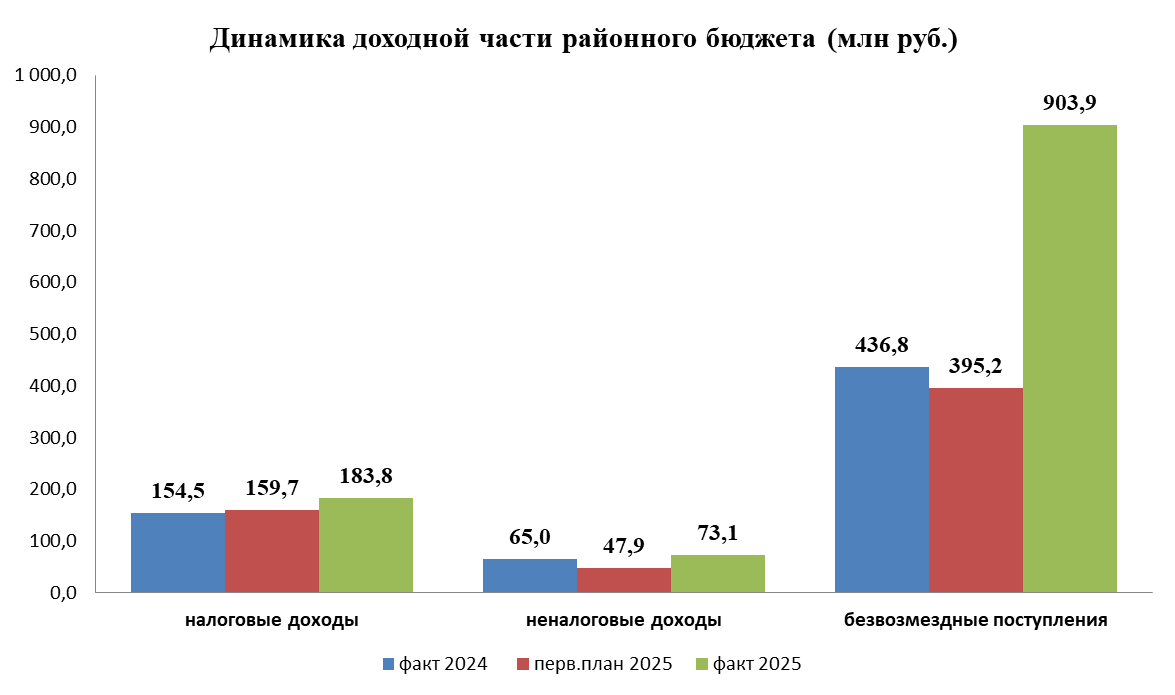 Динамика доходной части районного бюджета (млн руб.)
1 000,0
900,0
800,0
700,0
600,0
500,0
400,0
300,0
200,0
100,0
0,0
154,5
159,7
183,8
65,0
47,9
73,1
436,8
395,2
903,9
налоговые доходы
неналоговые доходы
безвозмездные поступления
факт 2024
перв.план 2025
факт 2025